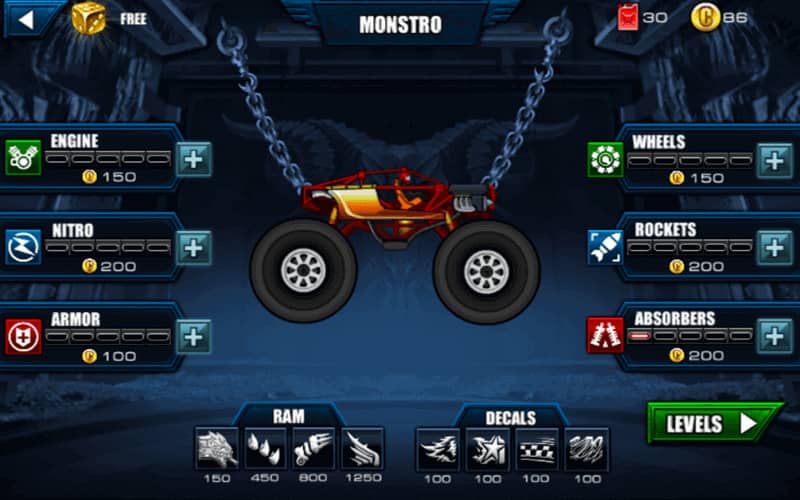 FREE
MONSTRO
30
86
ENGINE
150
NITRO
200
ARMOR
100
WHEELS
150
ROCKETS
200
ABSORBERS
200
RAM
150 450 800 1250
DECALS
100 100 100 100
LEVELS